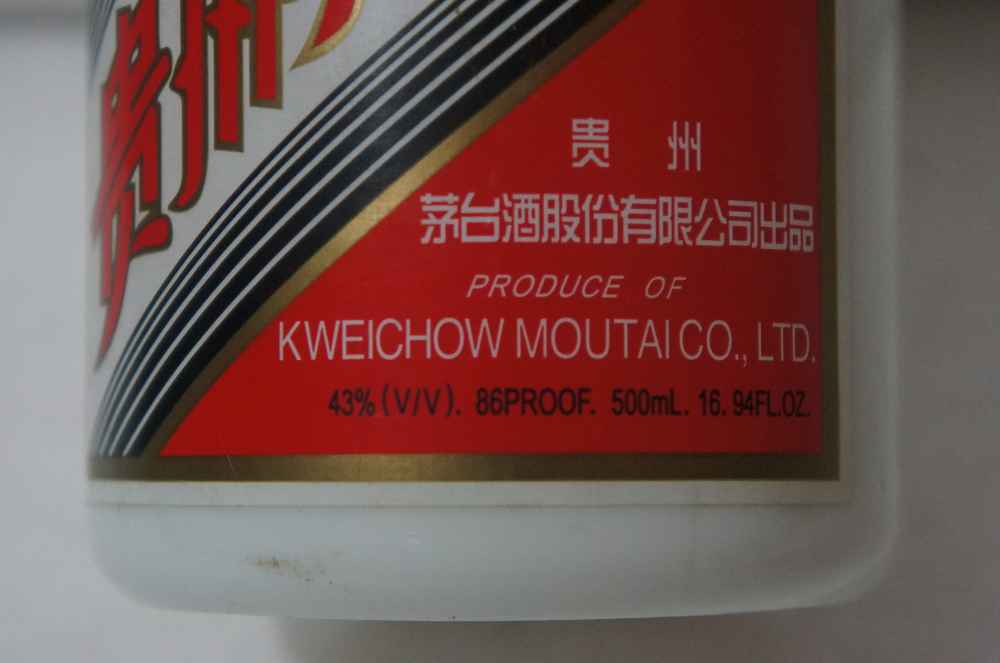 贵州
茅台酒股份有限公司出品
PRODUCE OF
KWEICHOW MOUTAI CO., LTD.
43%(V/V). 86PROOF. 500mL. 16.94FL.OZ.